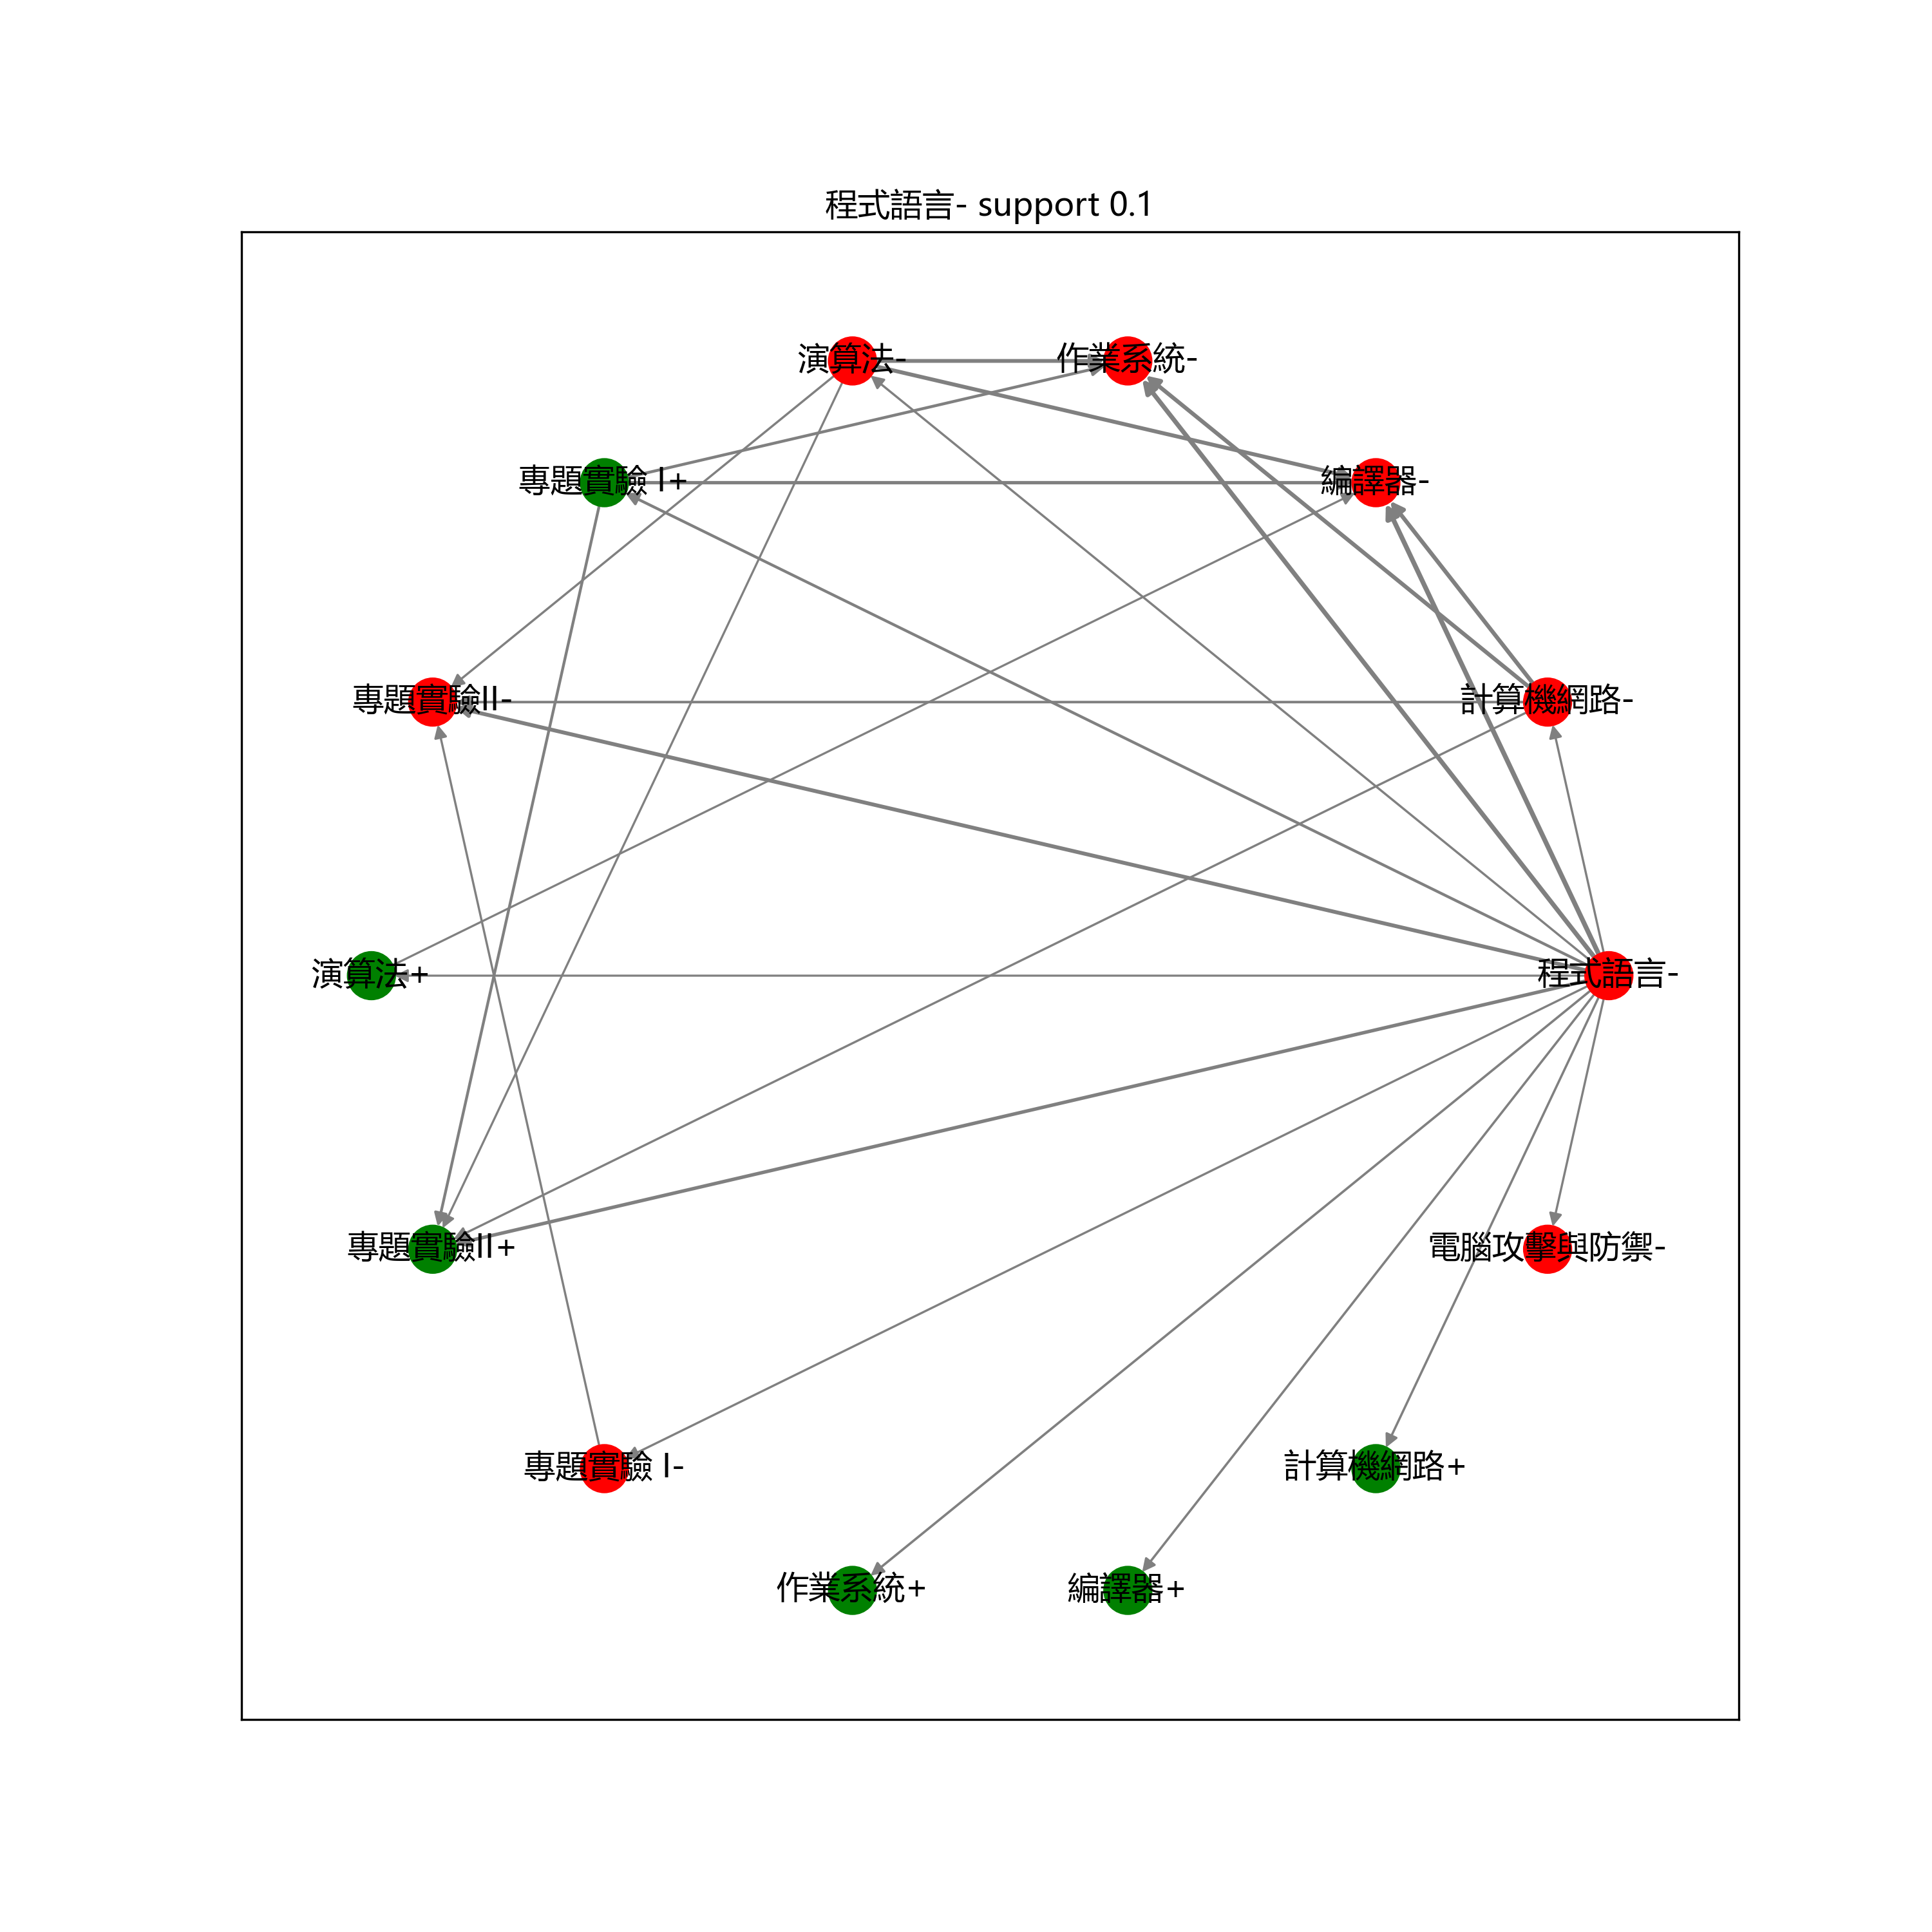 程式語言- support 0.1
演算法-
作業系統-
專題實驗 I+
編譯器-
專題實驗II-
計算機網路-
演算法+
程式語言-
專題實驗II+
電腦攻擊與防禦-
專題實驗 I-
計算機網路+
作業系統+
編譯器+